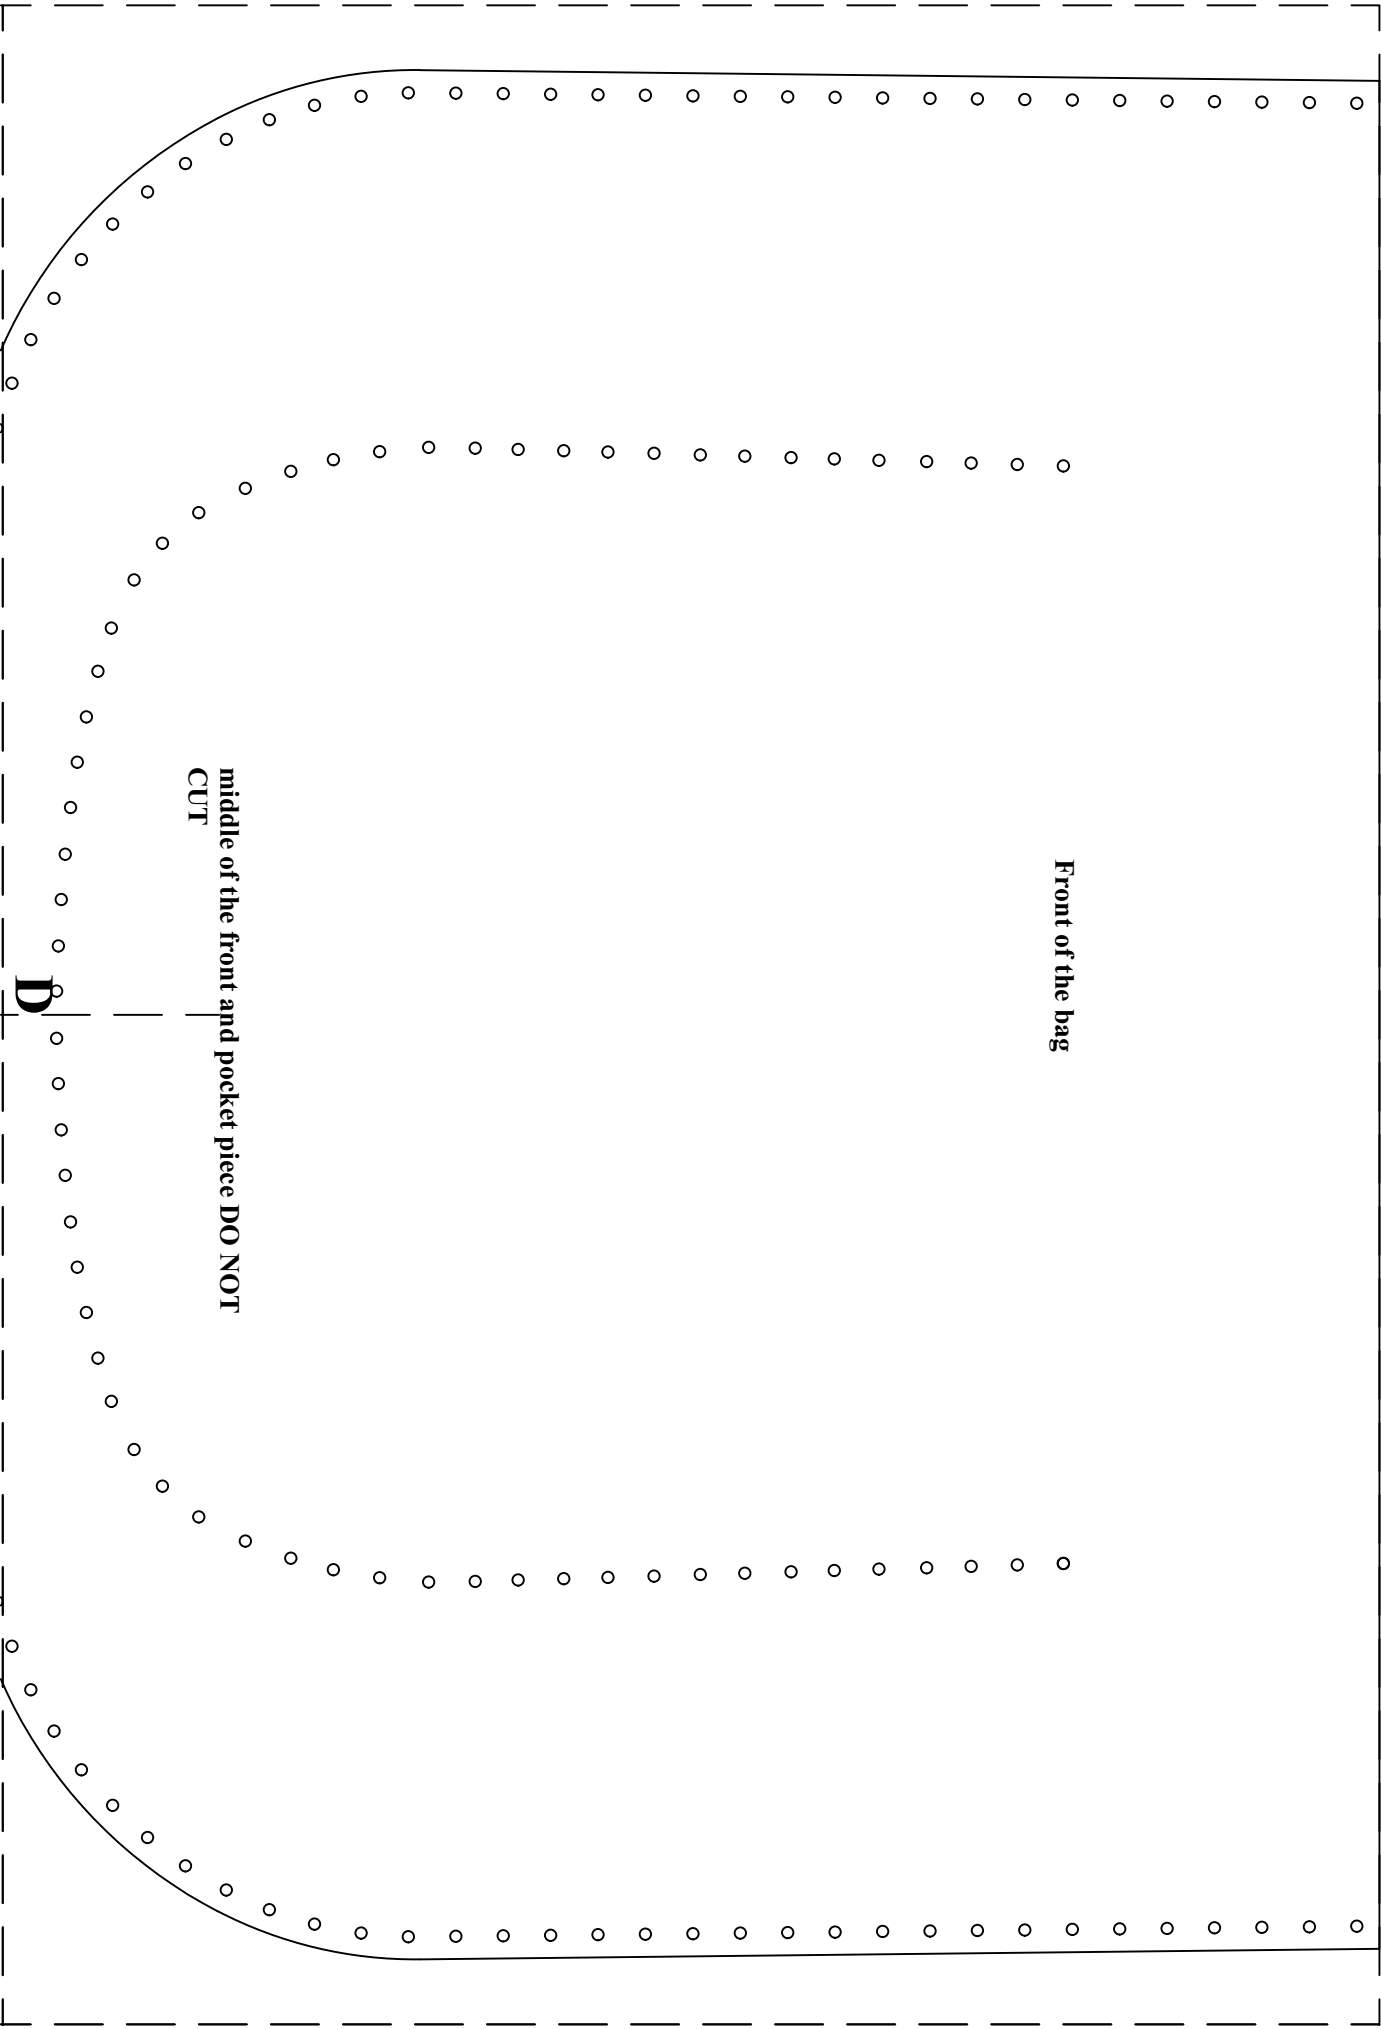 Front of the bag
middle of the front and pocket piece DO NOT
CUT
D